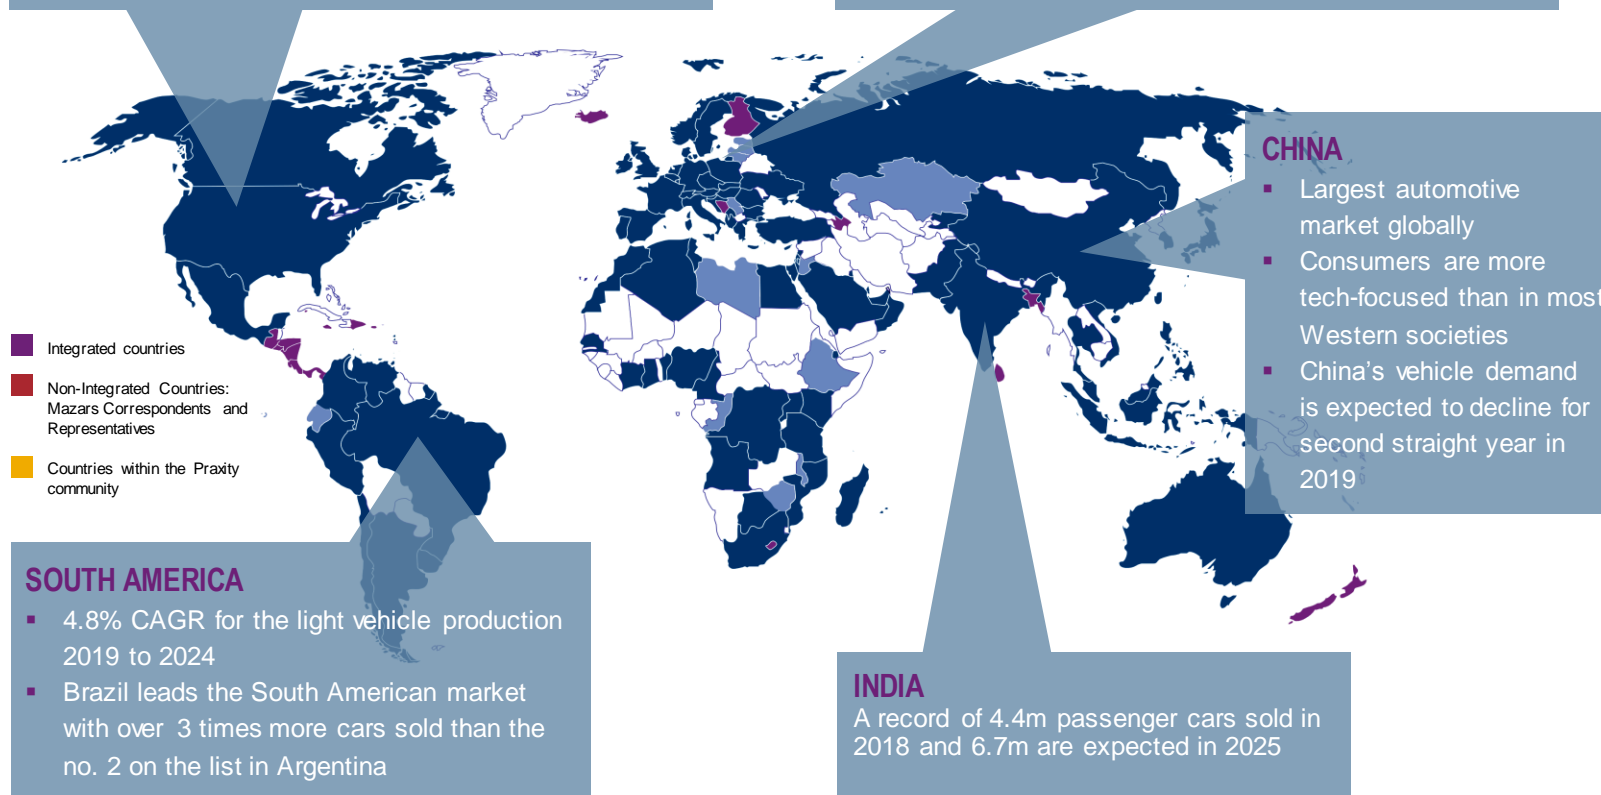 CHINA
▪ Largest automotive
market globally
▪ Consumers are more
tech-focused than in most
Western societies
▪ China's vehicle demand
is expected to decline for
second straight year in
2019
Integrated countries
Non-Integrated Countries:
Mazars Correspondents and
Representatives
Countries within the Praxity
community
SOUTH AMERICA
▪ 4.8% CAGR for the light vehicle production
2019 to 2024
▪ Brazil leads the South American market
with over 3 times more cars sold than the
no. 2 on the list in Argentina
INDIA
A record of 4.4m passenger cars sold in
2018 and 6.7m are expected in 2025